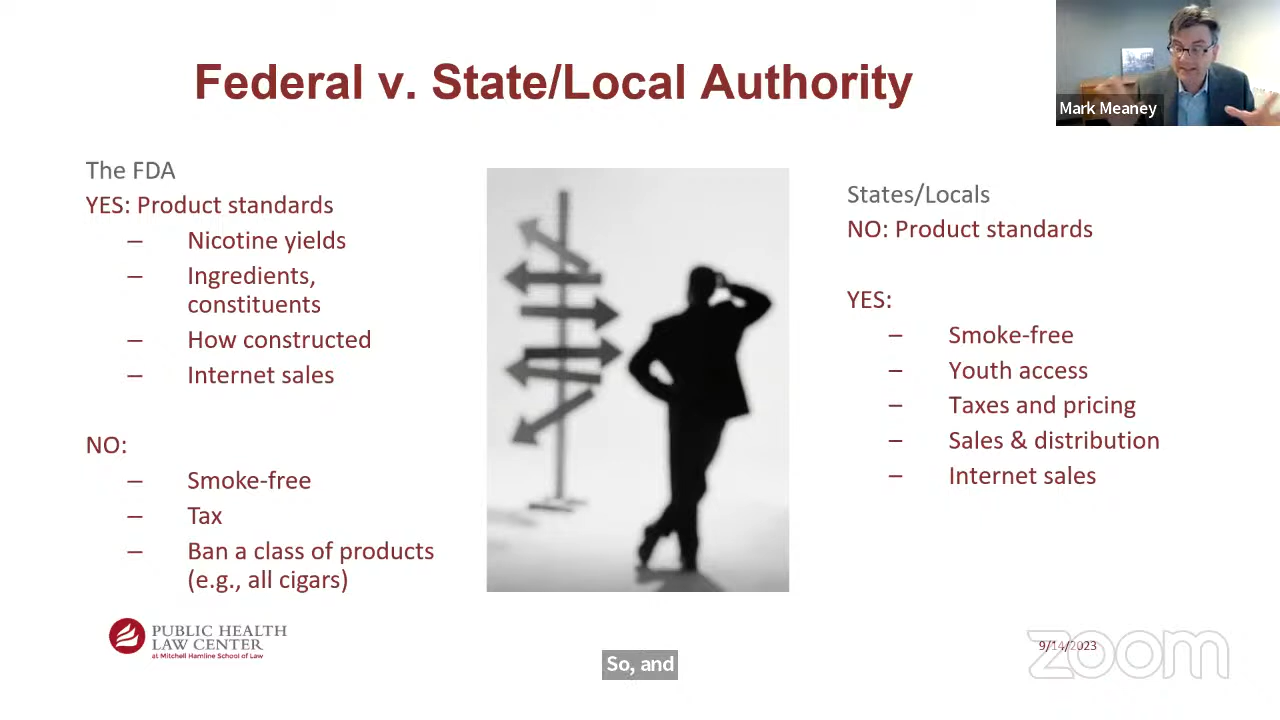 Federal v. State/Local Authority
Mark Meaney
The FDA
YES: Product standards
– Nicotine yields
– Ingredients,
constituents
– How constructed
– Internet sales
NO:
– Smoke-free
– Tax
– Ban a class of products
(e.g., all cigars)
States/Locals
NO: Product standards
YES:
– Smoke-free
– Youth access
– Taxes and pricing
– Sales & distribution
– Internet sales
PUBLIC HEALTH
LAW CENTER
at Mitchell Hamline School of Law
So, and
9/14/2023
zoom